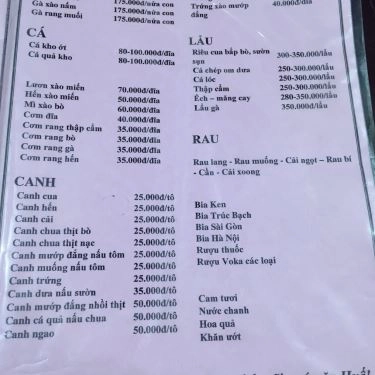 Gà xáo nấm 175.000đ/nửa con
Gà rang muối 175.000đ/nửa con
175.000đ/nửa con
CÁ
Cá kho ớt 80-100.000đ/đĩa
Cá quả kho 80-100.000đ/đĩa
Lươn xào miến 70.000đ/đĩa
Hến xào miến 50.000đ/đĩa
Mì xào bò 60.000đ/đĩa
Cơm đĩa 40.000đ/đĩa
Cơm rang thập cẩm 35.000đ/đĩa
Cơm rang bò 35.000đ/đĩa
Cơm rang gà 35.000đ/đĩa
Cơm rang hến 35.000đ/đĩa
CANH
Canh cua 25.000đ/tô
Canh hến 25.000đ/tô
Canh cải 25.000đ/tô
Canh chua thịt bò 25.000đ/tô
Canh chua thịt nạc 25.000đ/tô
Canh mướp đắng nấu tôm 25.000đ/tô
Canh muống nấu tôm 25.000đ/tô
Canh trứng 25.000đ/tô
Canh dưa nấu sườn 35.000đ/tô
Canh mướp đắng nhồi thịt 50.000đ/tô
Canh cá quả nấu chua 50.000đ/tô
Canh ngao 50.000đ/tô
Trứng xào mướp 40.000đ/đĩa
đắng
LẨU
Riêu cua bắp bò, sườn 300-350.000/lẩu
sụn
Cá chép om dưa 250-300.000/lẩu
Cá lóc 250-300.000/lẩu
Thập cẩm 250-300.000/lẩu
Ếch – măng cay 280-350.000/lẩu
Lẩu gà 350.000đ/lẩu
RAU
Rau lang - Rau muống - Cải ngọt – Rau bí
- Cần - Cải xoong
Bia Ken
Bia Trúc Bạch
Bia Sài Gòn
Bia Hà Nội
Rượu thuốc
Rượu Voka các loại
Cam tươi
Nước chanh
Hoa quả
Khăn ướt